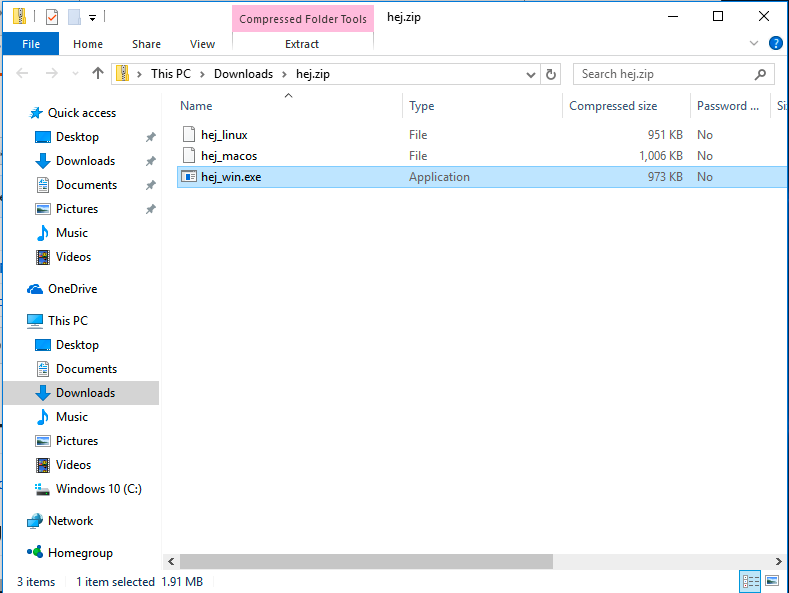 Compressed Folder Tools hej.zip
File Home Share View Extract
This PC Downloads hej.zip Search hej.zip
Name Type Compressed size Password ... Si
hej_linux File 951 KB No
hej_macos File 1,006 KB No
hej_win.exe Application 973 KB No
Quick access
Desktop
Downloads
Documents
Pictures
Music
Videos
OneDrive
This PC
Desktop
Documents
Downloads
Music
Pictures
Videos
Windows 10 (C:)
Network
Homegroup
3 items 1 item selected 1.91 MB